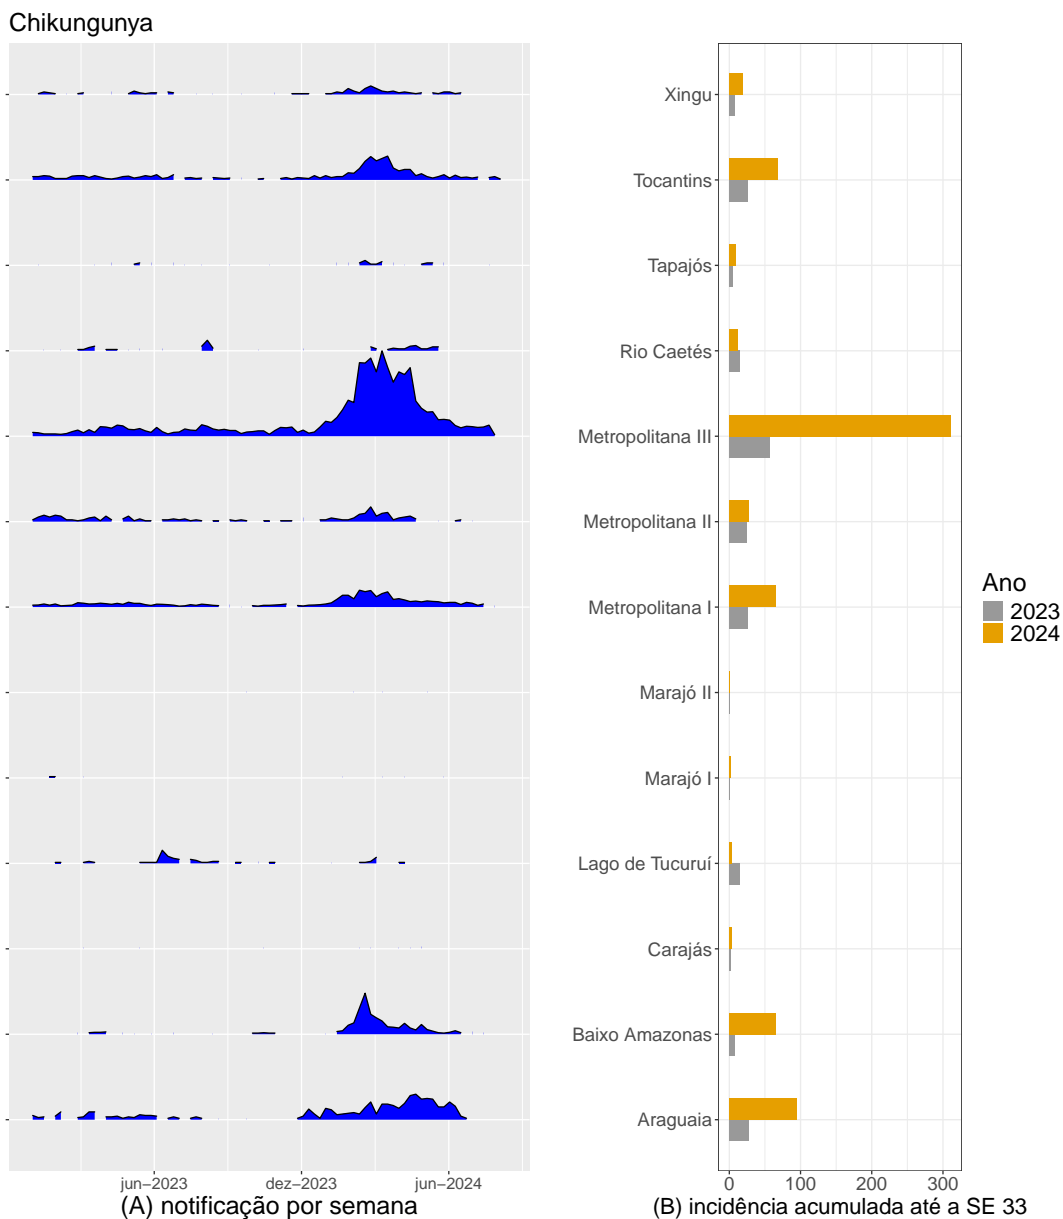 Chikungunya
Xingu
Tocantins
Tapajós
Rio Caetés
Metropolitana III
Metropolitana II
Metropolitana I
Marajó II
Marajó I
Lago de Tucuruí
Carajás
Baixo Amazonas
Araguaia
Ano
2023
2024
jun−2023 dez−2023 jun−2024
(A) notificação por semana
0 100 200 300
(B) incidência acumulada até a SE 33